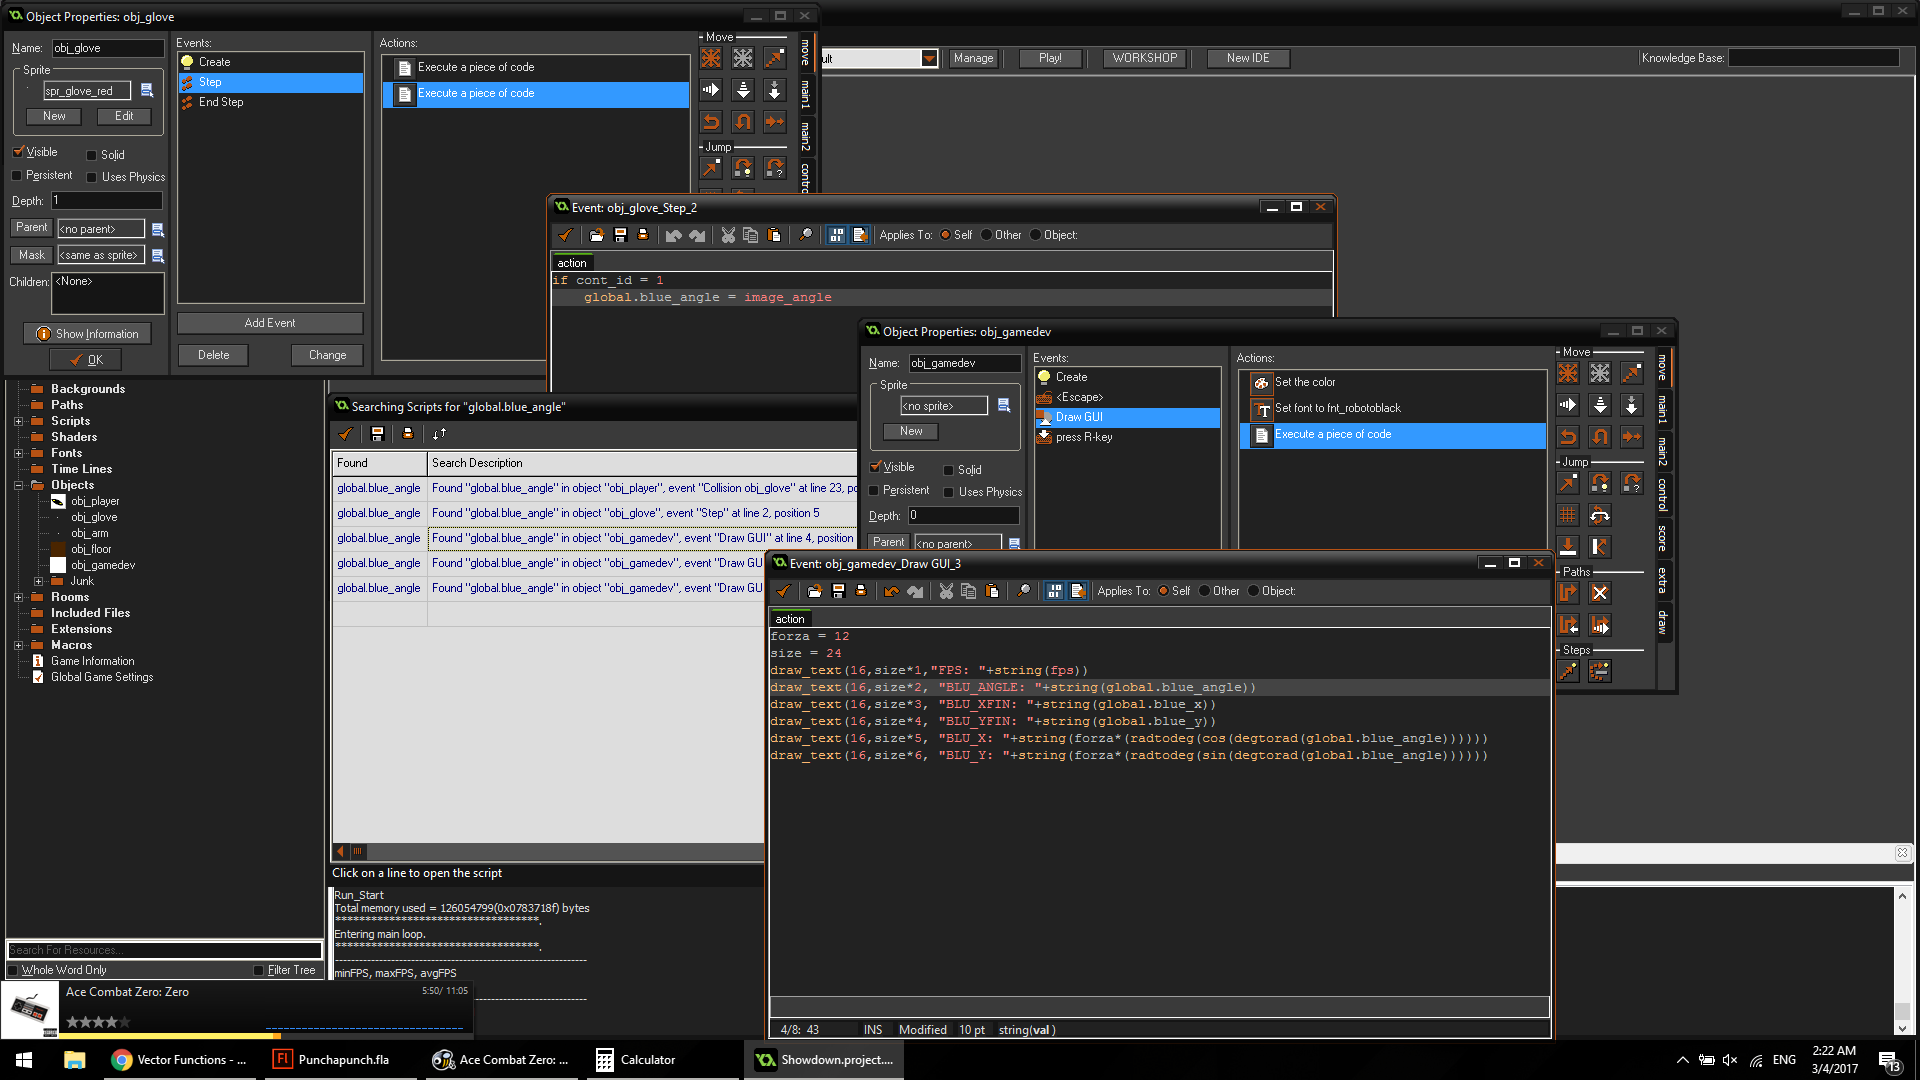 Object Properties: obj_glove
Name: obj_glove
Sprite
spr_glove_red
New
Edit
Visible
Solid
Persistent
Uses Physics
Depth: 1
Parent
<no parent>
Mask
<same as sprite>
Children:
<None>
Show Information
OK
Events:
Create
Step
End Step
Add Event
Delete
Change
Actions:
Execute a piece of code
Execute a piece of code
Move
Jump
move
main1
main2
contro
ult
Manage
Play!
WORKSHOP
New IDE
Knowledge Base:
Event: obj_glove_Step_2
Applies To: Self Other Object:
action
if cont_id = 1
global.blue_angle = image_angle
Object Properties: obj_gamedev
Name: obj_gamedev
Sprite
<no sprite>
New
Visible
Solid
Persistent
Uses Physics
Depth: 0
Parent
<no parent>
Events:
Create
<Escape>
Draw GUI
press R-key
Actions:
Set the color
Set font to fnt_robotoblack
Execute a piece of code
Move
Jump
Paths
Steps
move
main1
main2
control
score
extra
draw
Backgrounds
Paths
Scripts
Shaders
Fonts
Time Lines
Objects
obj_player
obj_glove
obj_arm
obj_floor
obj_gamedev
Junk
Rooms
Included Files
Extensions
Macros
Game Information
Global Game Settings
Search For Resources...
Whole Word Only
Filter Tree
Searching Scripts for "global.blue_angle"
Found
Search Description
global.blue_angle Found "global.blue_angle" in object "obj_player", event "Collision obj_glove" at line 23, po
global.blue_angle Found "global.blue_angle" in object "obj_glove", event "Step" at line 2, position 5
global.blue_angle Found "global.blue_angle" in object "obj_gamedev", event "Draw GUI" at line 4, position
global.blue_angle Found "global.blue_angle" in object "obj_gamedev", event "Draw GU
global.blue_angle Found "global.blue_angle" in object "obj_gamedev", event "Draw GU
Click on a line to open the script
Run_Start
Total memory used = 126054799(0x0783718f) bytes
***********************************.
Entering main loop.
***********************************.
minFPS, maxFPS, avgFPS
Event: obj_gamedev_Draw GUI_3
Applies To: Self Other Object:
action
forza = 12
size = 24
draw_text(16,size*1,"FPS: "+string(fps))
draw_text(16,size*2, "BLU_ANGLE: "+string(global.blue_angle))
draw_text(16,size*3, "BLU_XFIN: "+string(global.blue_x))
draw_text(16,size*4, "BLU_YFIN: "+string(global.blue_y))
draw_text(16,size*5, "BLU_X: "+string(forza*(radtodeg(cos(degtorad(global.blue_angle))))))
draw_text(16,size*6, "BLU_Y: "+string(forza*(radtodeg(sin(degtorad(global.blue_angle))))))
4/8: 43
INS
Modified
10 pt
string(val )
Ace Combat Zero: Zero
5:50/ 11:05
Vector Functions - ...
Punchapunch.fla
Ace Combat Zero: ...
Calculator
Showdown.project....
ENG
2:22 AM
3/4/2017
13